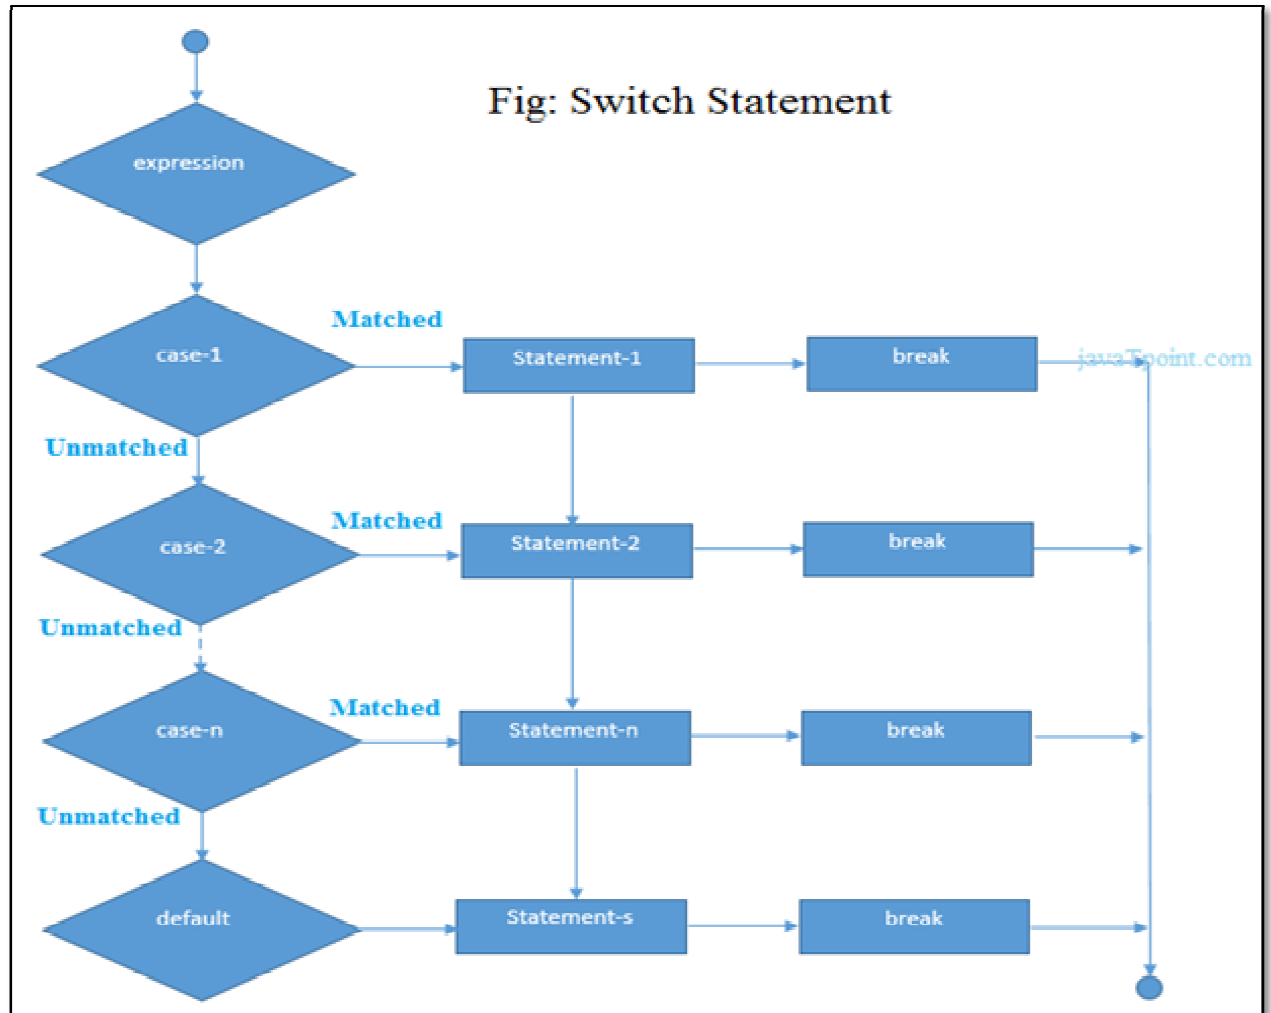 Fig: Switch Statement
expression
case-1
Matched
Statement-1
break
javaTpoint.com
Unmatched
case-2
Matched
Statement-2
break
Unmatched
case-n
Matched
Statement-n
break
Unmatched
default
Statement-s
break